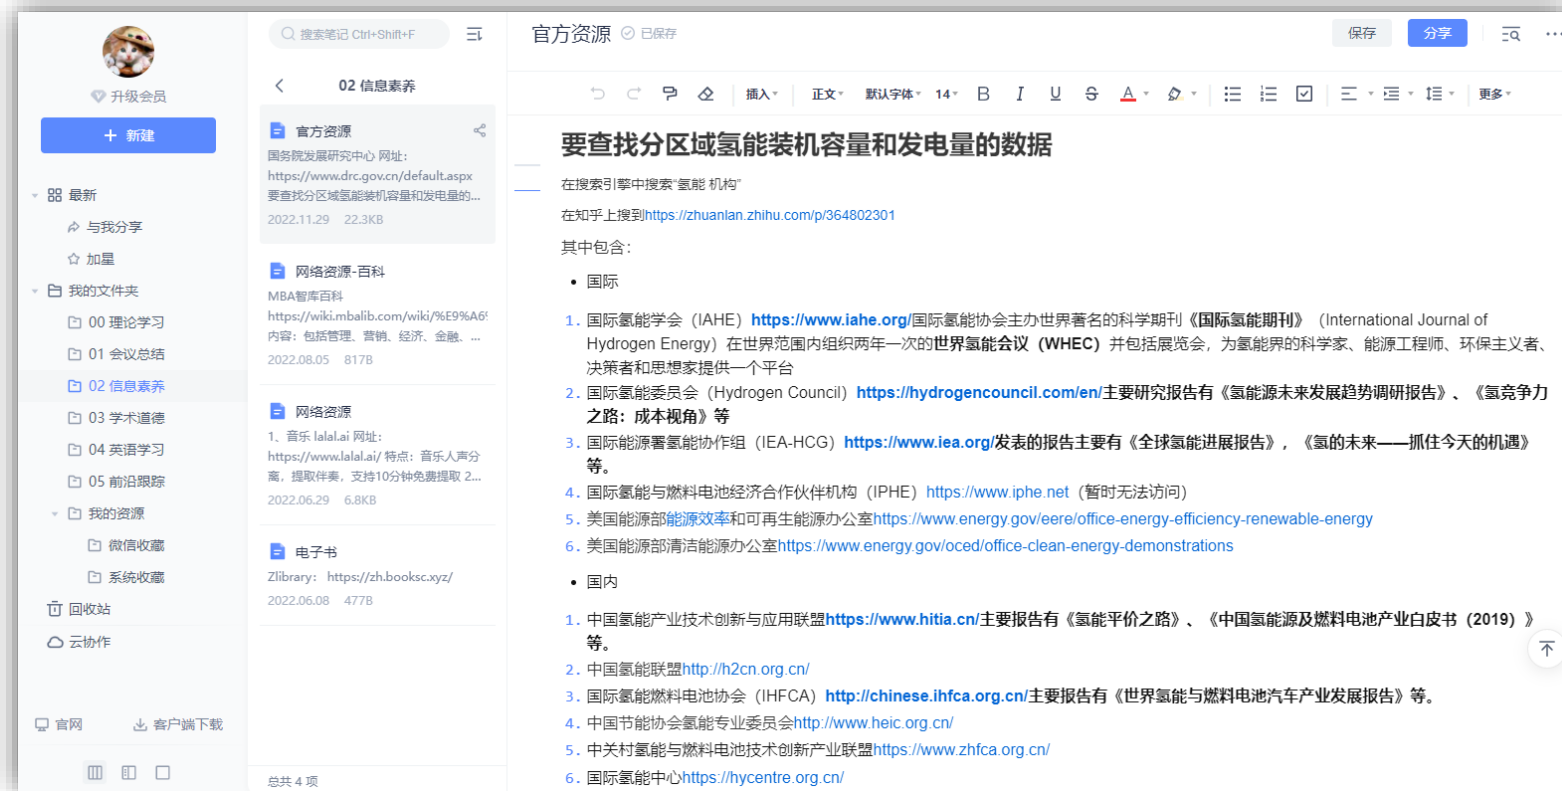 升级会员
+ 新建
最新
与我分享
加星
我的文件夹
00 理论学习
01 会议总结
02 信息素养
03 学术道德
04 英语学习
05 前沿跟踪
我的资源
微信收藏
系统收藏
回收站
云协作
官网
客户端下载
搜索笔记 Ctrl+Shift+F
02 信息素养
官方资源
国务院发展研究中心 网址：
https://www.drc.gov.cn/default.aspx
要查找分区域氢能装机容量和发电量的...
2022.11.29 22.3KB
网络资源-百科
MBA智库百科
https://wiki.mbalib.com/wiki/%E9%A6%
内容：包括管理、营销、经济、金融、...
2022.08.05 817B
网络资源
1、音乐 lalal.ai 网址：
https://www.lalal.ai/ 特点：音乐人声分
离，提取伴奏，支持10分钟免费提取 2...
2022.06.29 6.8KB
电子书
Zlibrary： https://zh.booksc.xyz/
2022.06.08 477B
总共 4 项
官方资源 已保存
保存 分享
插入 正文 默认字体 14 B I U S A 更多
要查找分区域氢能装机容量和发电量的数据
在搜索引擎中搜索“氢能 机构”
在知乎上搜到https://zhuanlan.zhihu.com/p/364802301
其中包含：
• 国际
1. 国际氢能学会（IAHE）https://www.iahe.org/国际氢能协会主办世界著名的科学期刊《国际氢能期刊》（International Journal of
Hydrogen Energy）在世界范围内组织两年一次的世界氢能会议（WHEC）并包括展览会，为氢能界的科学家、能源工程师、环保主义者、
决策者和思想家提供一个平台
2. 国际氢能委员会（Hydrogen Council）https://hydrogencouncil.com/en/主要研究报告有《氢能源未来发展趋势调研报告》、《氢竞争力
之路：成本视角》等
3. 国际能源署氢能协作组（IEA-HCG）https://www.iea.org/发表的报告主要有《全球氢能进展报告》，《氢的未来——抓住今天的机遇》
等。
4. 国际氢能与燃料电池经济合作伙伴机构（IPHE）https://www.iphe.net（暂时无法访问）
5. 美国能源部能源效率和可再生能源办公室https://www.energy.gov/eere/office-energy-efficiency-renewable-energy
6. 美国能源部清洁能源办公室https://www.energy.gov/oced/office-clean-energy-demonstrations
• 国内
1. 中国氢能产业技术创新与应用联盟https://www.hitia.cn/主要报告有《氢能平价之路》、《中国氢能源及燃料电池产业白皮书（2019）》
等。
2. 中国氢能联盟http://h2cn.org.cn/
3. 国际氢能燃料电池协会（IHFCA）http://chinese.ihfca.org.cn/主要报告有《世界氢能与燃料电池汽车产业发展报告》等。
4. 中国节能协会氢能专业委员会http://www.heic.org.cn/
5. 中关村氢能与燃料电池技术创新产业联盟https://www.zhfca.org.cn/
6. 国际氢能中心https://hycentre.org.cn/